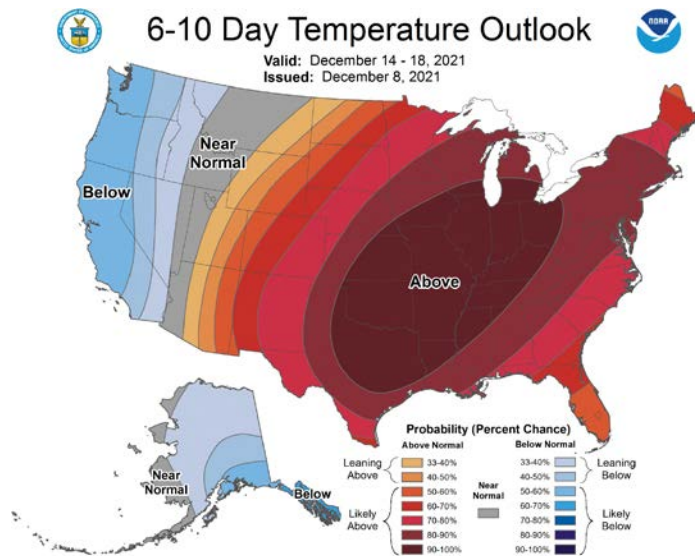 6-10 Day Temperature Outlook
Valid: December 14 - 18, 2021
Issued: December 8, 2021
NOAA
Near
Normal
Below
Above
Near
Normal
Below
Probability (Percent Chance)
Above Normal
Below Normal
Leaning
Above
33-40%
40-50%
Likely
Above
50-60%
60-70%
70-80%
80-90%
90-100%
Near
Normal
33-40%
40-50%
Leaning
Below
50-60%
60-70%
70-80%
80-90%
90-100%
Likely
Below